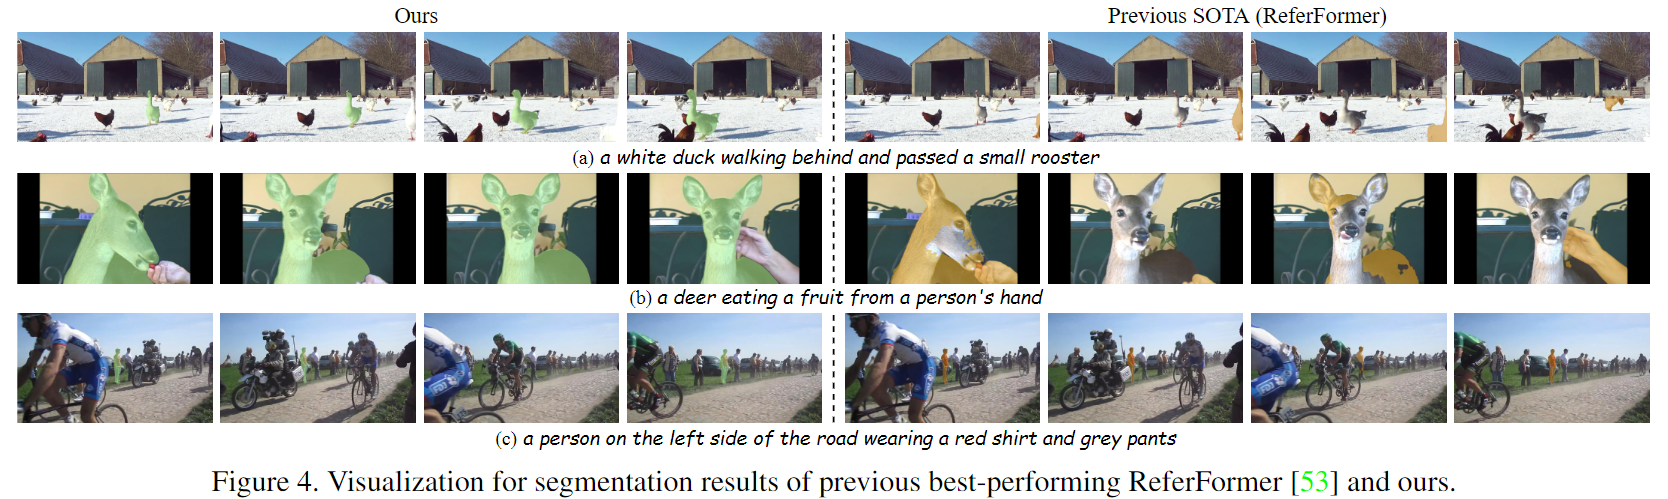 Ours
Previous SOTA (ReferFormer)
(a) a white duck walking behind and passed a small rooster
(b) a deer eating a fruit from a person's hand
(c) a person on the left side of the road wearing a red shirt and grey pants
Figure 4. Visualization for segmentation results of previous best-performing ReferFormer [53] and ours.